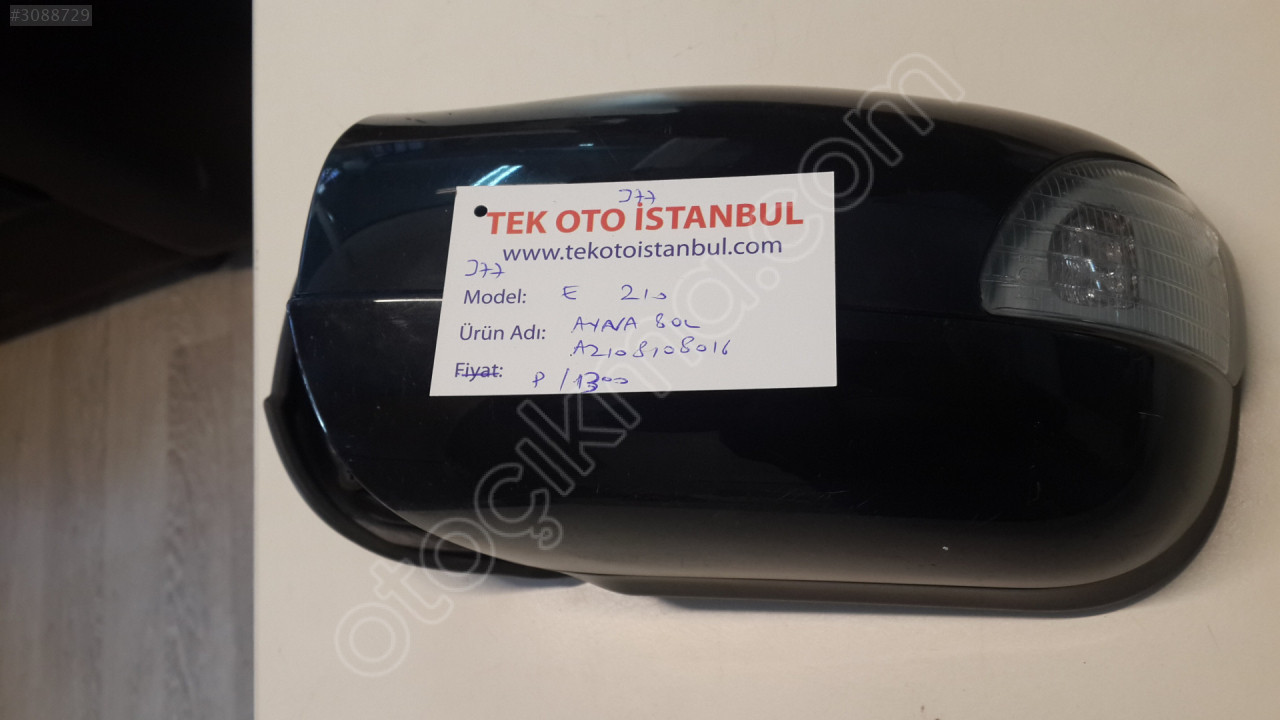 #3088729
J77
TEK OTO İSTANBUL
www.tekotoistanbul.com
J77
Model: E 210
Ürün Adı: AYNA SOL
A2108108016
Fiyat: P/1300
otoçıkma.com